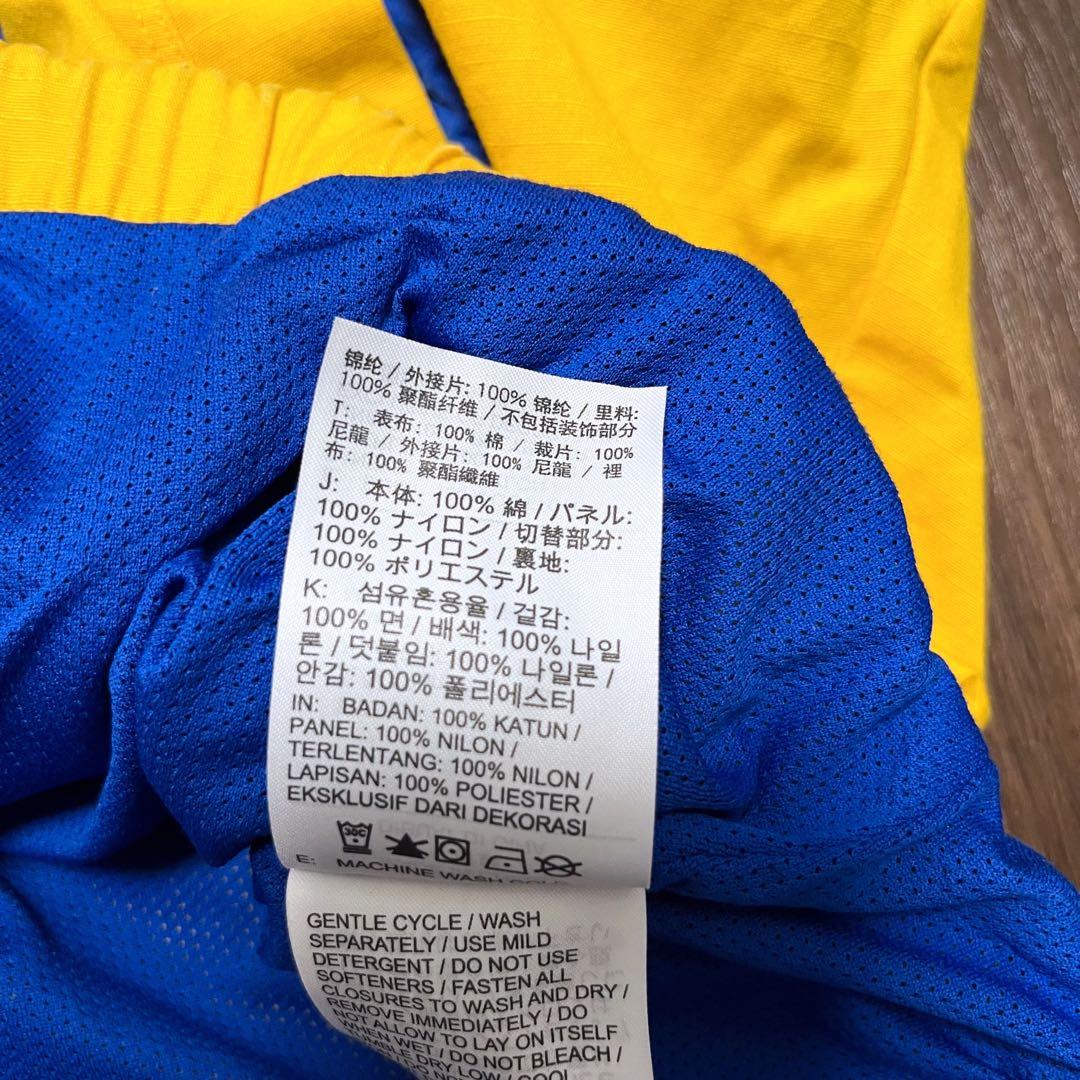 锦纶 / 外接片: 100% 锦纶 / 里料:
100% 聚酯纤维 / 不包括装饰部分
T: 表布: 100% 棉 / 裁片: 100%
尼龍 / 外接片: 100% 尼龍 / 裡
布: 100% 聚酯纖維
J: 本体: 100% 綿 / パネル:
100% ナイロン / 切替部分:
100% ナイロン / 裏地:
100% ポリエステル
K: 섬유혼용율 / 겉감:
100% 면 / 배색: 100% 나일
론 / 덧붙임: 100% 나일론 /
안감: 100% 폴리에스터
IN: BADAN: 100% KATUN /
PANEL: 100% NILON /
TERLENTANG: 100% NILON /
LAPISAN: 100% POLIESTER /
EKSKLUSIF DARI DEKORASI
30C
E: MACHINE WASH COLD
GENTLE CYCLE / WASH
SEPARATELY / USE MILD
DETERGENT / DO NOT USE
SOFTENERS / FASTEN ALL
CLOSURES TO WASH AND DRY /
REMOVE IMMEDIATELY / DO
NOT ALLOW TO LAY ON ITSELF
WHEN WET / DO NOT BLEACH /
TUMBLE DRY LOW / COOL